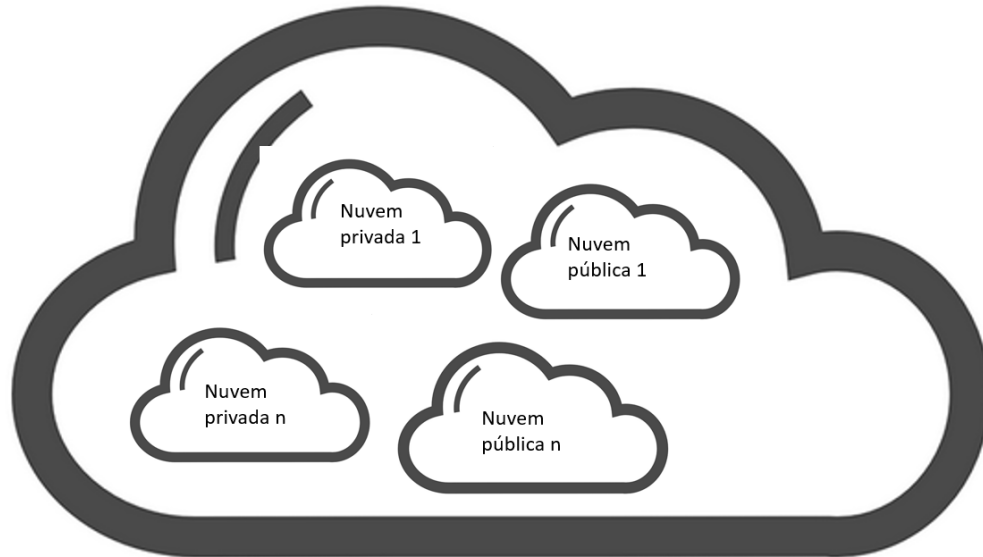 Nuvem
privada 1
Nuvem
pública 1
Nuvem
privada n
Nuvem
pública n